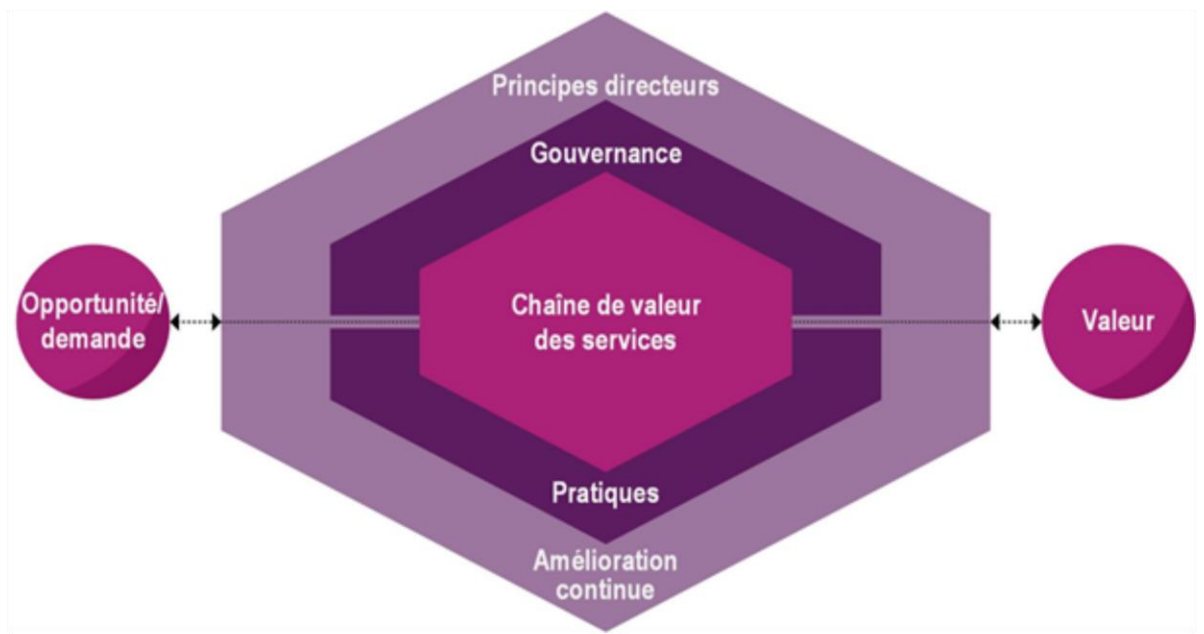 Principes directeurs
Gouvernance
Opportunité/
demande
Chaîne de valeur
des services
Valeur
Pratiques
Amélioration
continue